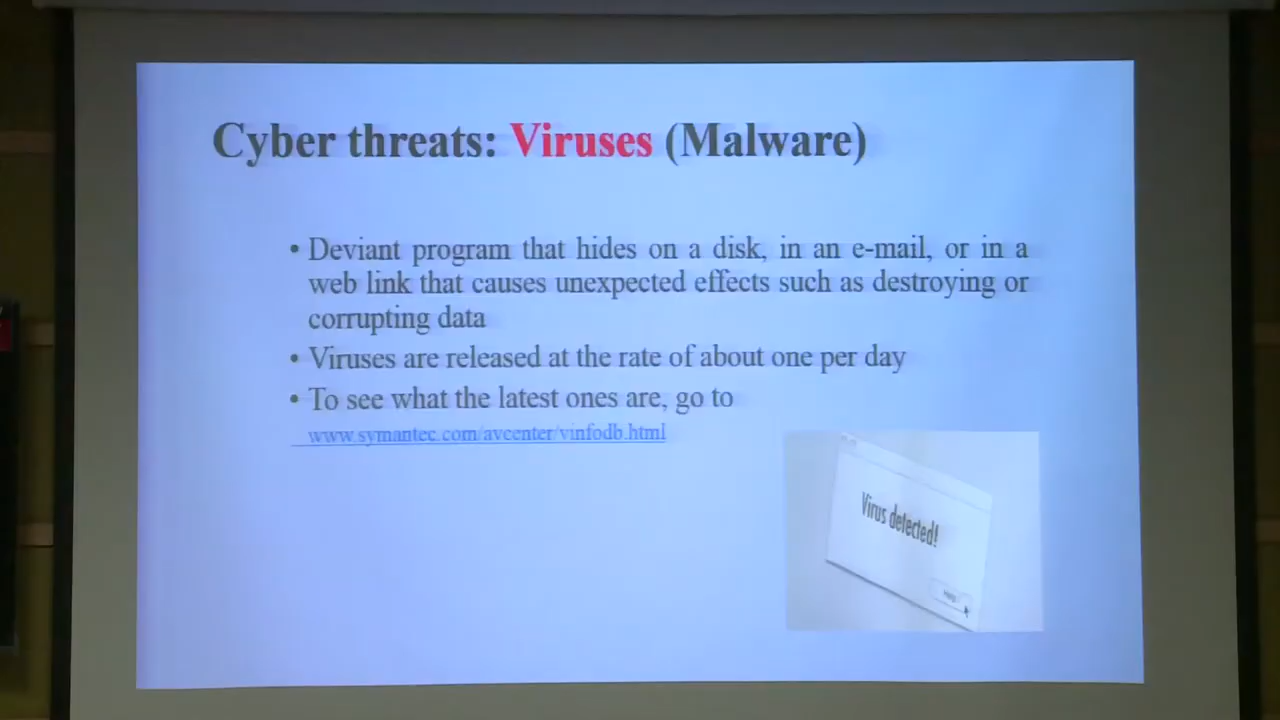 Cyber threats: Viruses (Malware)
• Deviant program that hides on a disk, in an e-mail, or in a
web link that causes unexpected effects such as destroying or
corrupting data
• Viruses are released at the rate of about one per day
• To see what the latest ones are, go to
www.symantec.com/avcenter/vinfodb.html
Virus detected!